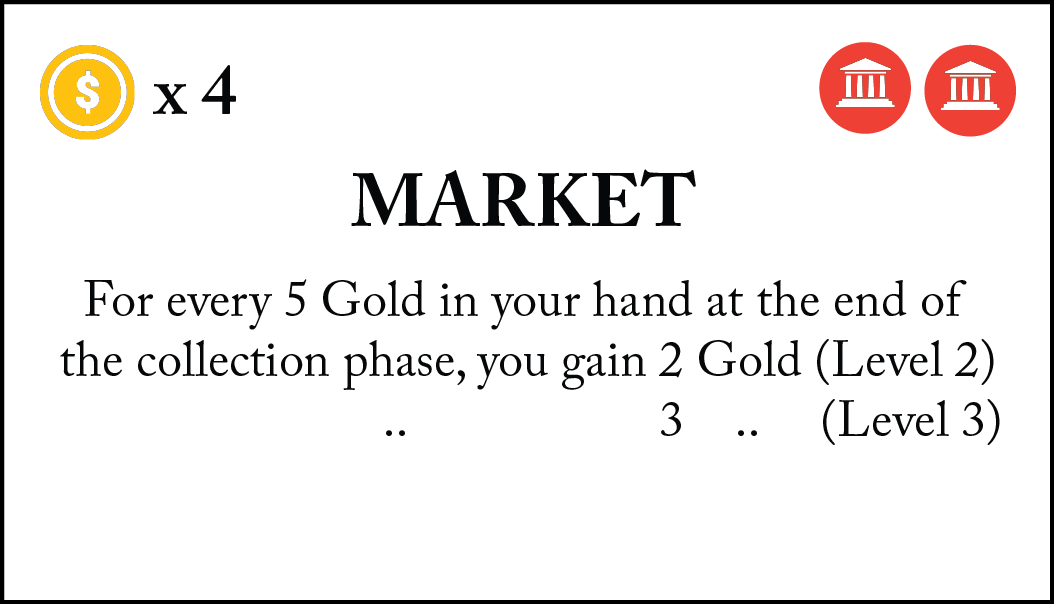 $ x 4
MARKET
For every 5 Gold in your hand at the end of
the collection phase, you gain 2 Gold (Level 2)
.. 3 .. (Level 3)